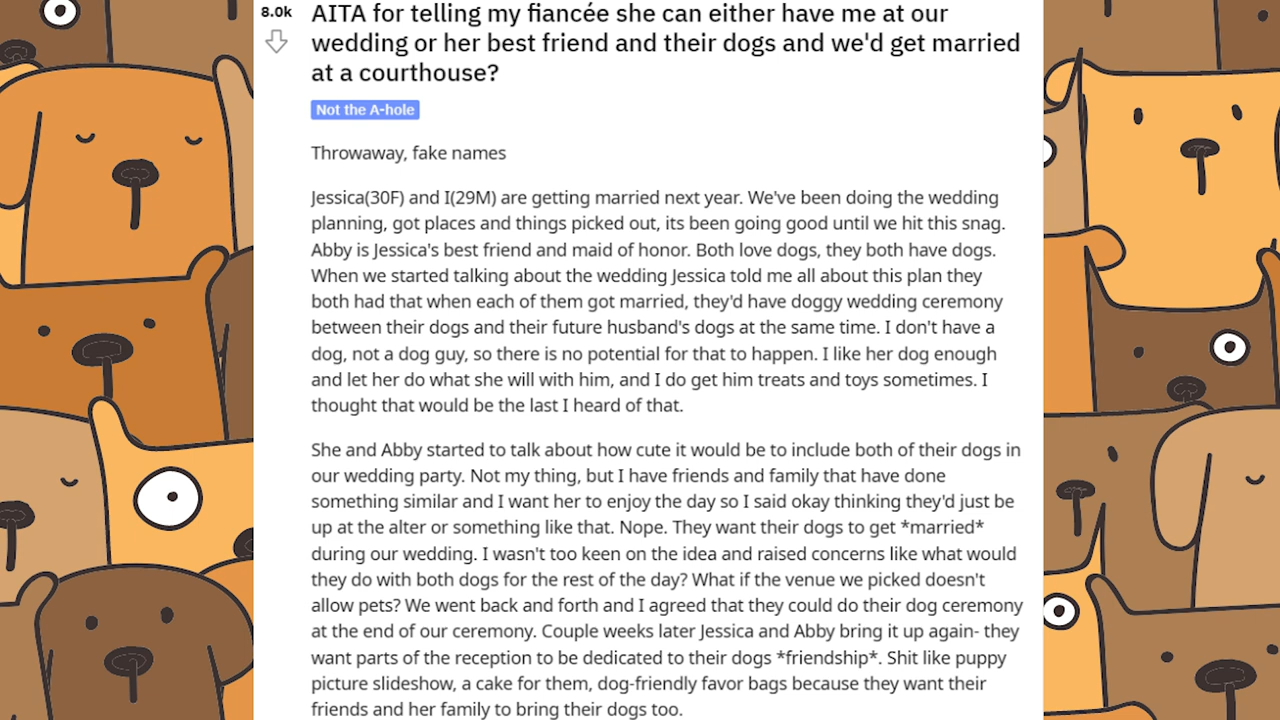 8.0k
AITA for telling my fiancée she can either have me at our
wedding or her best friend and their dogs and we'd get married
at a courthouse?
Not the A-hole
Throwaway, fake names
Jessica(30F) and I(29M) are getting married next year. We've been doing the wedding
planning, got places and things picked out, its been going good until we hit this snag.
Abby is Jessica's best friend and maid of honor. Both love dogs, they both have dogs.
When we started talking about the wedding Jessica told me all about this plan they
both had that when each of them got married, they'd have doggy wedding ceremony
between their dogs and their future husband's dogs at the same time. I don't have a
dog, not a dog guy, so there is no potential for that to happen. I like her dog enough
and let her do what she will with him, and I do get him treats and toys sometimes. I
thought that would be the last I heard of that.
She and Abby started to talk about how cute it would be to include both of their dogs in
our wedding party. Not my thing, but I have friends and family that have done
something similar and I want her to enjoy the day so I said okay thinking they'd just be
up at the alter or something like that. Nope. They want their dogs to get *married*
during our wedding. I wasn't too keen on the idea and raised concerns like what would
they do with both dogs for the rest of the day? What if the venue we picked doesn't
allow pets? We went back and forth and I agreed that they could do their dog ceremony
at the end of our ceremony. Couple weeks later Jessica and Abby bring it up again- they
want parts of the reception to be dedicated to their dogs *friendship*. Shit like puppy
picture slideshow, a cake for them, dog-friendly favor bags because they want their
friends and her family to bring their dogs too.